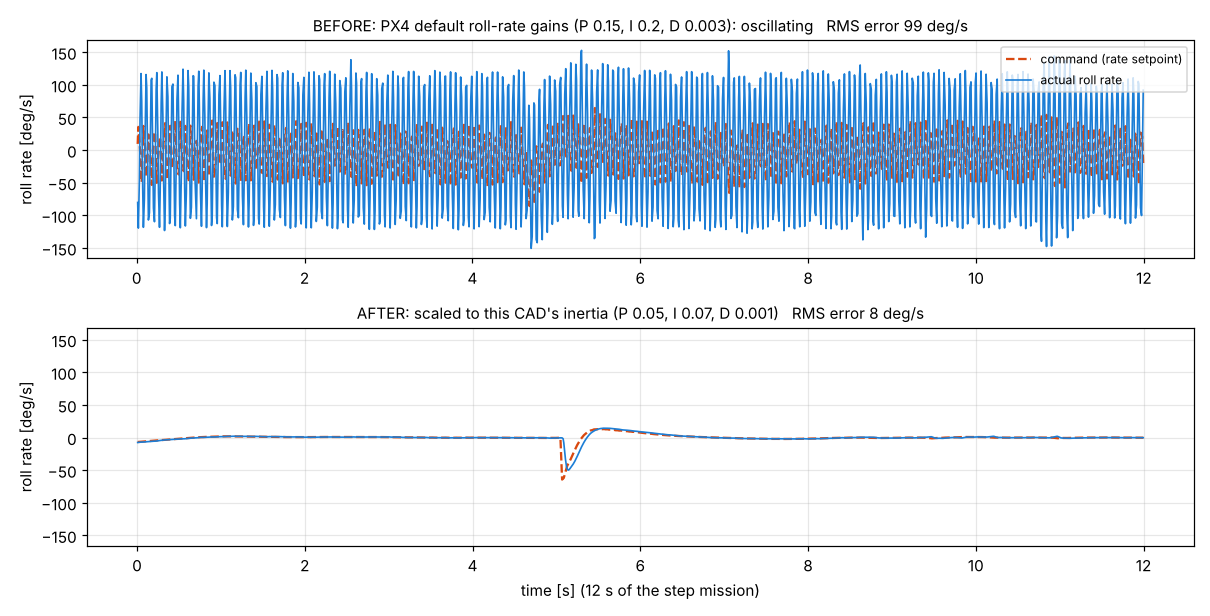 BEFORE: PX4 default roll-rate gains (P 0.15, I 0.2, D 0.003): oscillating   RMS error 99 deg/s
command (rate setpoint)
actual roll rate
roll rate [deg/s]
150
100
50
0
−50
−100
−150
0 2 4 6 8 10 12
AFTER: scaled to this CAD's inertia (P 0.05, I 0.07, D 0.001)   RMS error 8 deg/s
roll rate [deg/s]
150
100
50
0
−50
−100
−150
0 2 4 6 8 10 12
time [s] (12 s of the step mission)